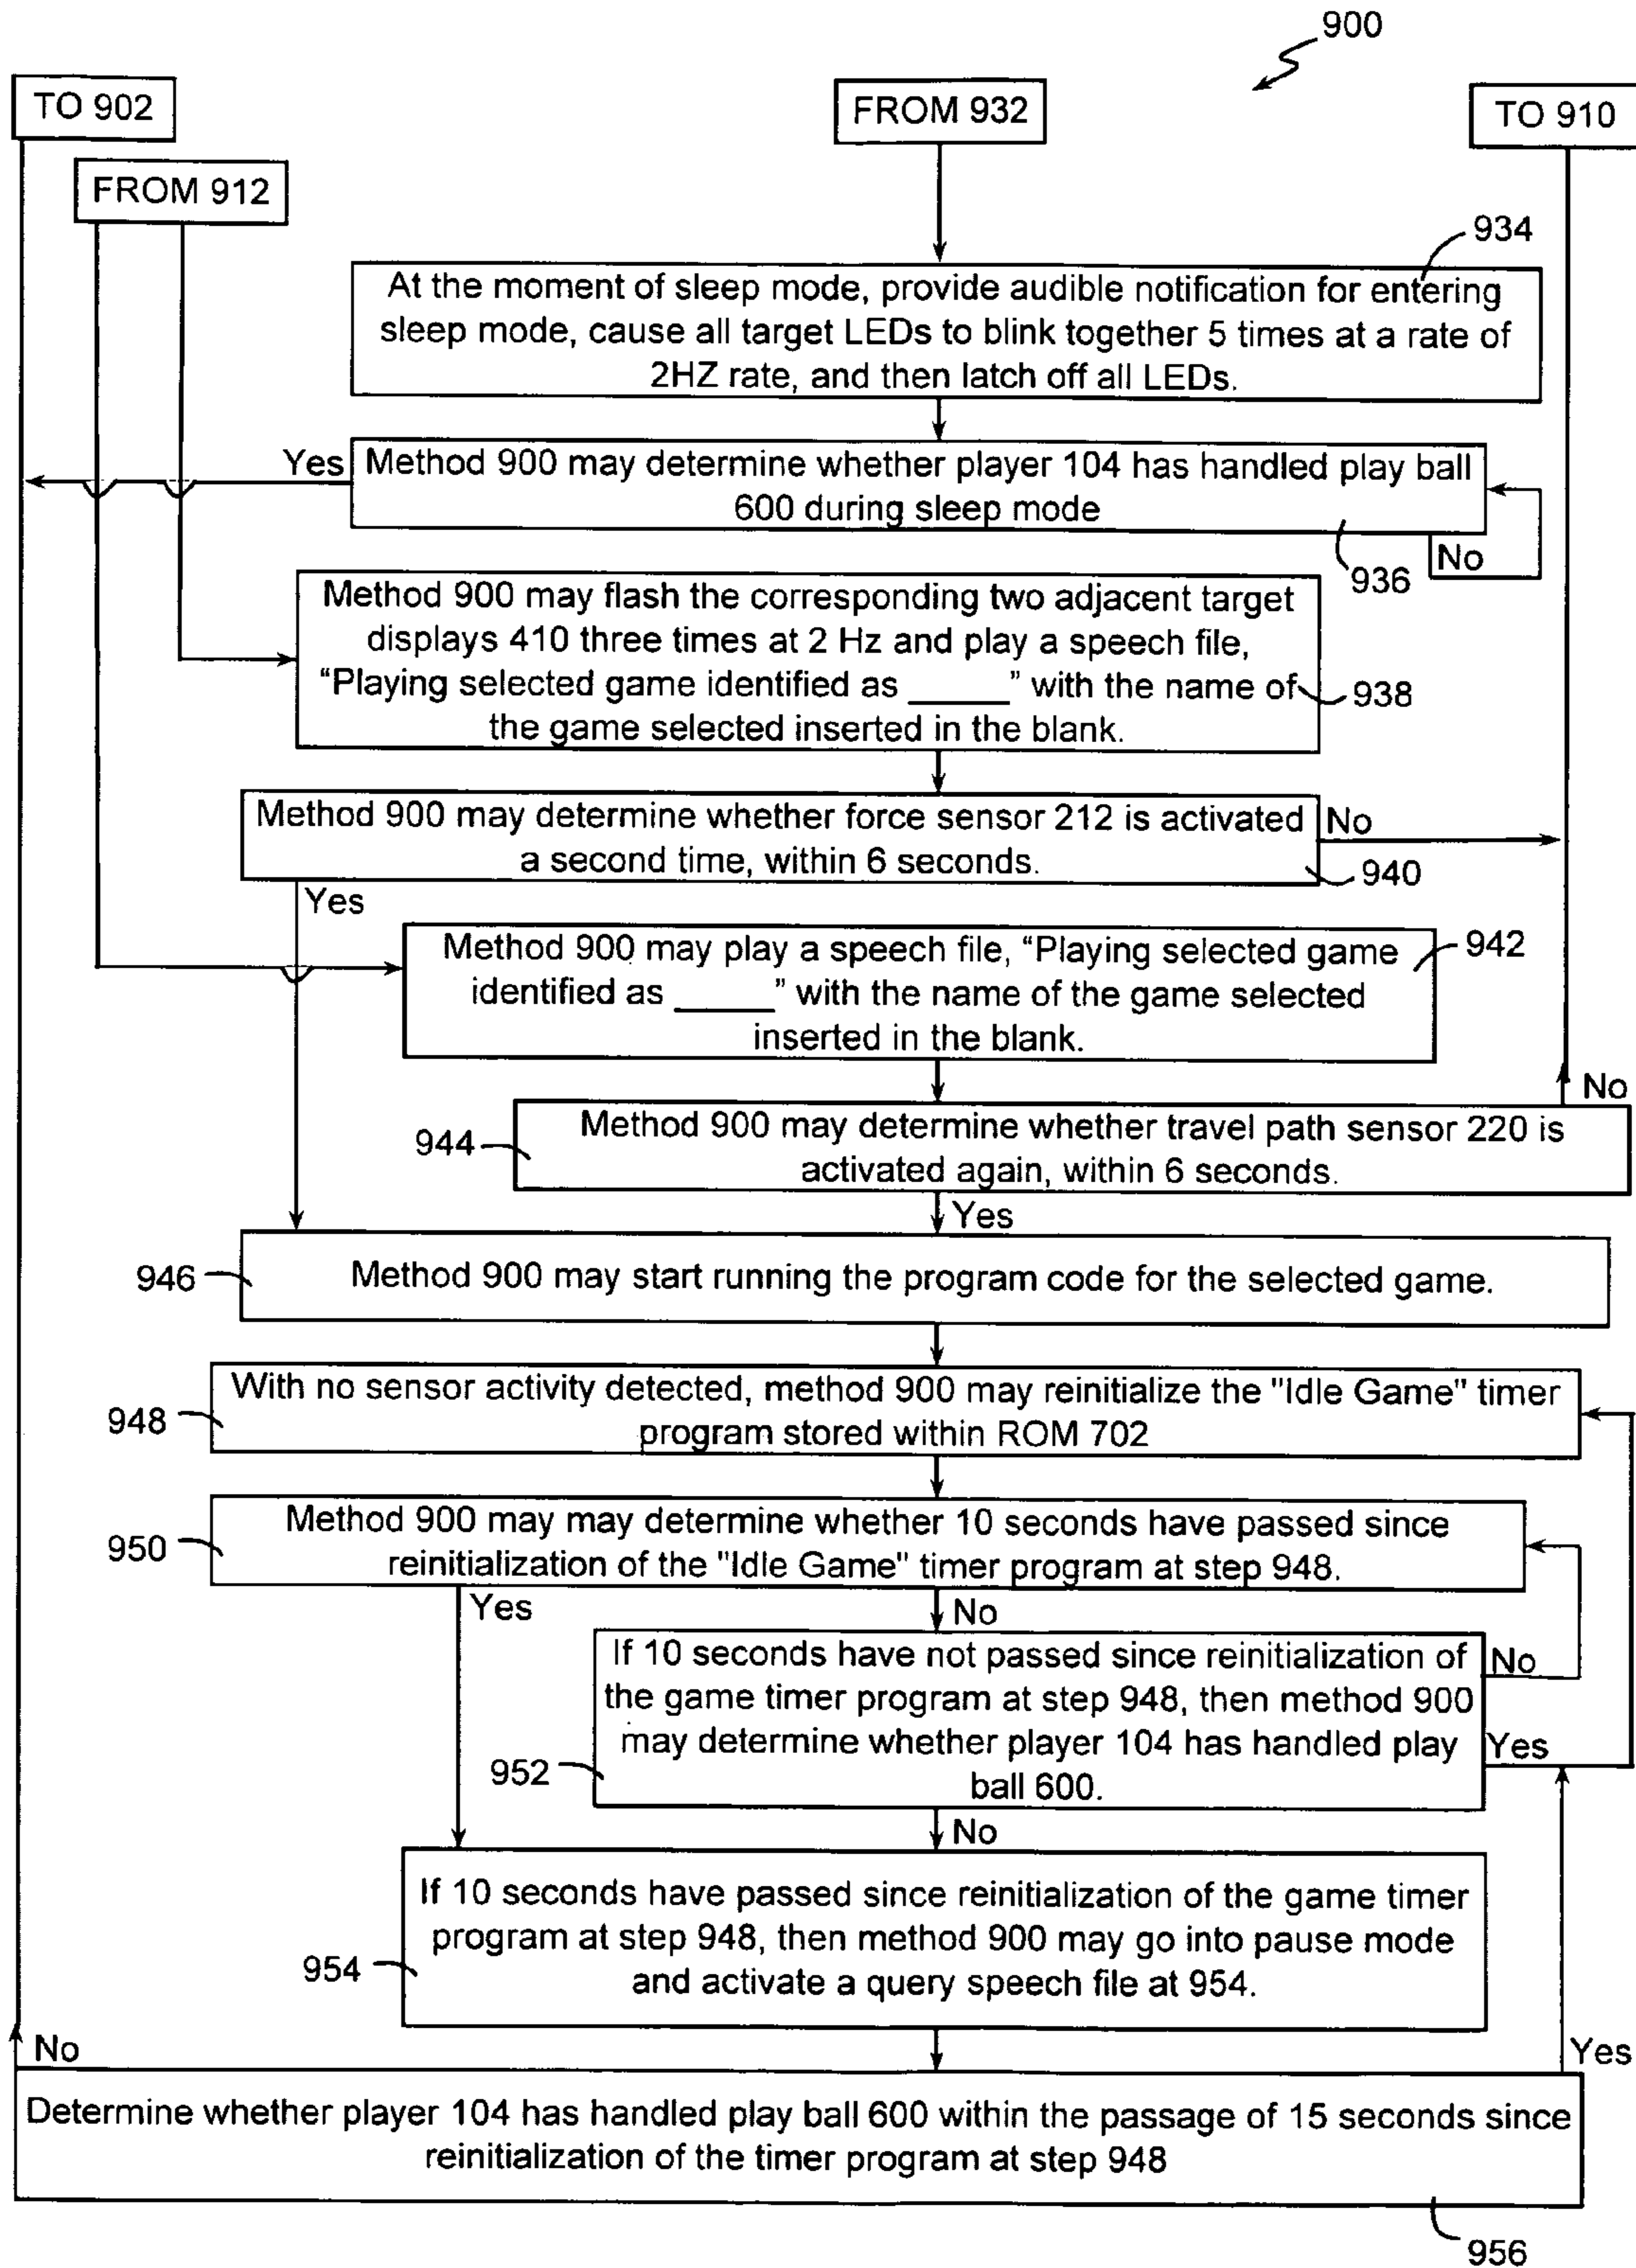 900
TO 902
FROM 932
TO 910
FROM 912
934
At the moment of sleep mode, provide audible notification for entering
sleep mode, cause all target LEDs to blink together 5 times at a rate of
2HZ rate, and then latch off all LEDs.
Yes
Method 900 may determine whether player 104 has handled play ball
600 during sleep mode
936
No
Method 900 may flash the corresponding two adjacent target
displays 410 three times at 2 Hz and play a speech file,
“Playing selected game identified as _____” with the name of
the game selected inserted in the blank.
938
Method 900 may determine whether force sensor 212 is activated
a second time, within 6 seconds.
No
940
Yes
Method 900 may play a speech file, “Playing selected game
identified as _____” with the name of the game selected
inserted in the blank.
942
No
944
Method 900 may determine whether travel path sensor 220 is
activated again, within 6 seconds.
Yes
946
Method 900 may start running the program code for the selected game.
948
With no sensor activity detected, method 900 may reinitialize the "Idle Game" timer
program stored within ROM 702
950
Method 900 may may determine whether 10 seconds have passed since
reinitialization of the "Idle Game" timer program at step 948.
Yes
No
If 10 seconds have not passed since reinitialization of
the game timer program at step 948, then method 900
may determine whether player 104 has handled play
ball 600.
No
Yes
952
No
If 10 seconds have passed since reinitialization of the game timer
program at step 948, then method 900 may go into pause mode
and activate a query speech file at 954.
954
No
Yes
Determine whether player 104 has handled play ball 600 within the passage of 15 seconds since
reinitialization of the timer program at step 948
956